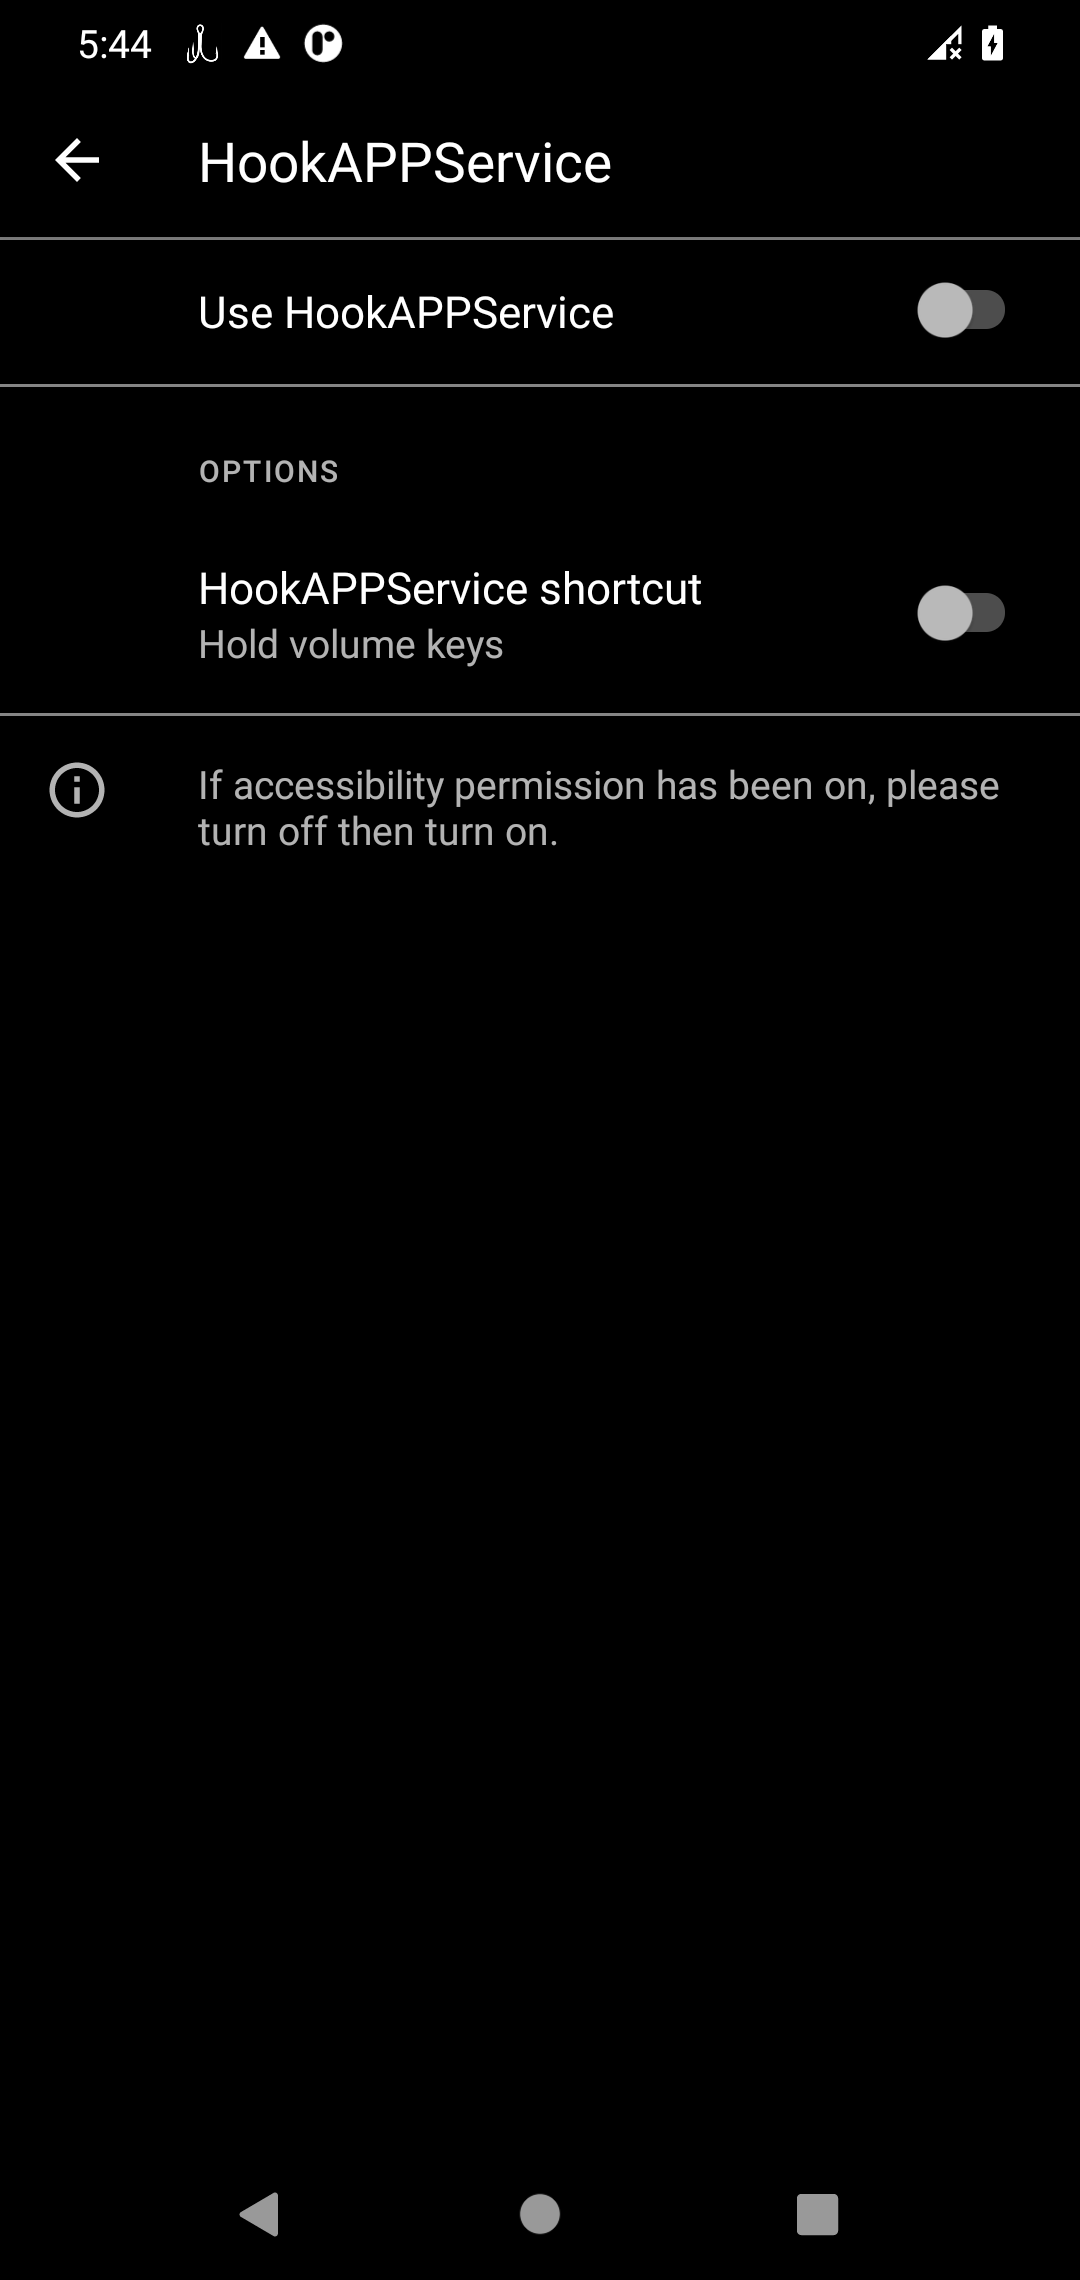 5:44
HookAPPService
Use HookAPPService
OPTIONS
HookAPPService shortcut
Hold volume keys
If accessibility permission has been on, please
turn off then turn on.